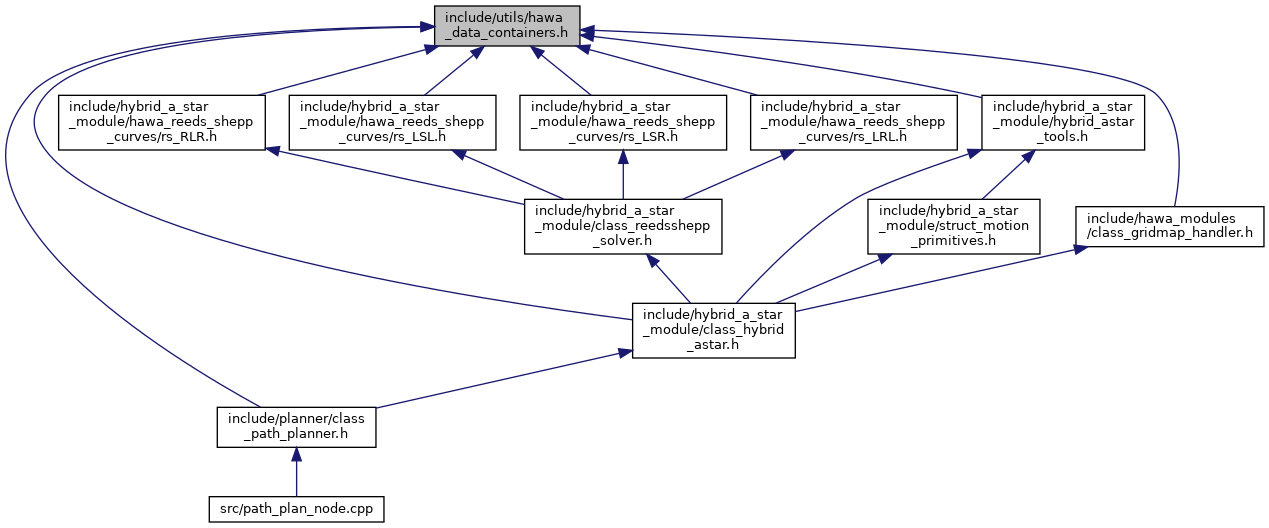 include/utils/hawa
_data_containers.h
include/hybrid_a_star
_module/hawa_reeds_shepp
_curves/rs_RLR.h
include/hybrid_a_star
_module/hawa_reeds_shepp
_curves/rs_LSL.h
include/hybrid_a_star
_module/hawa_reeds_shepp
_curves/rs_LSR.h
include/hybrid_a_star
_module/hawa_reeds_shepp
_curves/rs_LRL.h
include/hybrid_a_star
_module/hybrid_astar
_tools.h
include/hybrid_a_star
_module/class_reedsshepp
_solver.h
include/hybrid_a_star
_module/struct_motion
_primitives.h
include/hawa_modules
/class_gridmap_handler.h
include/hybrid_a_star
_module/class_hybrid
_astar.h
include/planner/class
_path_planner.h
src/path_plan_node.cpp